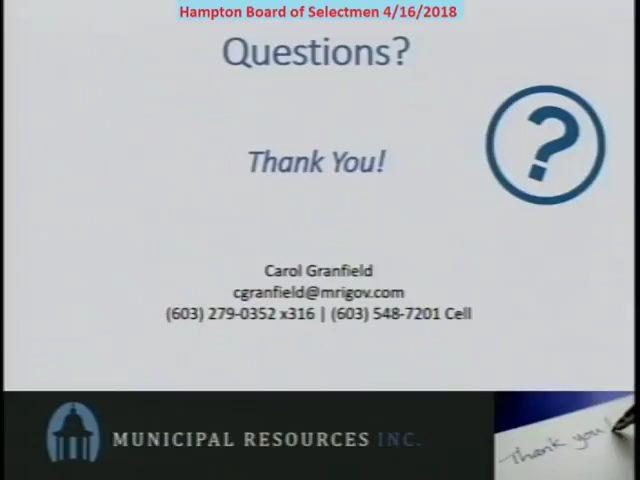 Hampton Board of Selectmen 4/16/2018
Questions?
?
Thank You!
Carol Granfield
cgranfield@mrigov.com
(603) 279-0352 x316 | (603) 548-7201 Cell
MUNICIPAL RESOURCES INC.
Thank you!